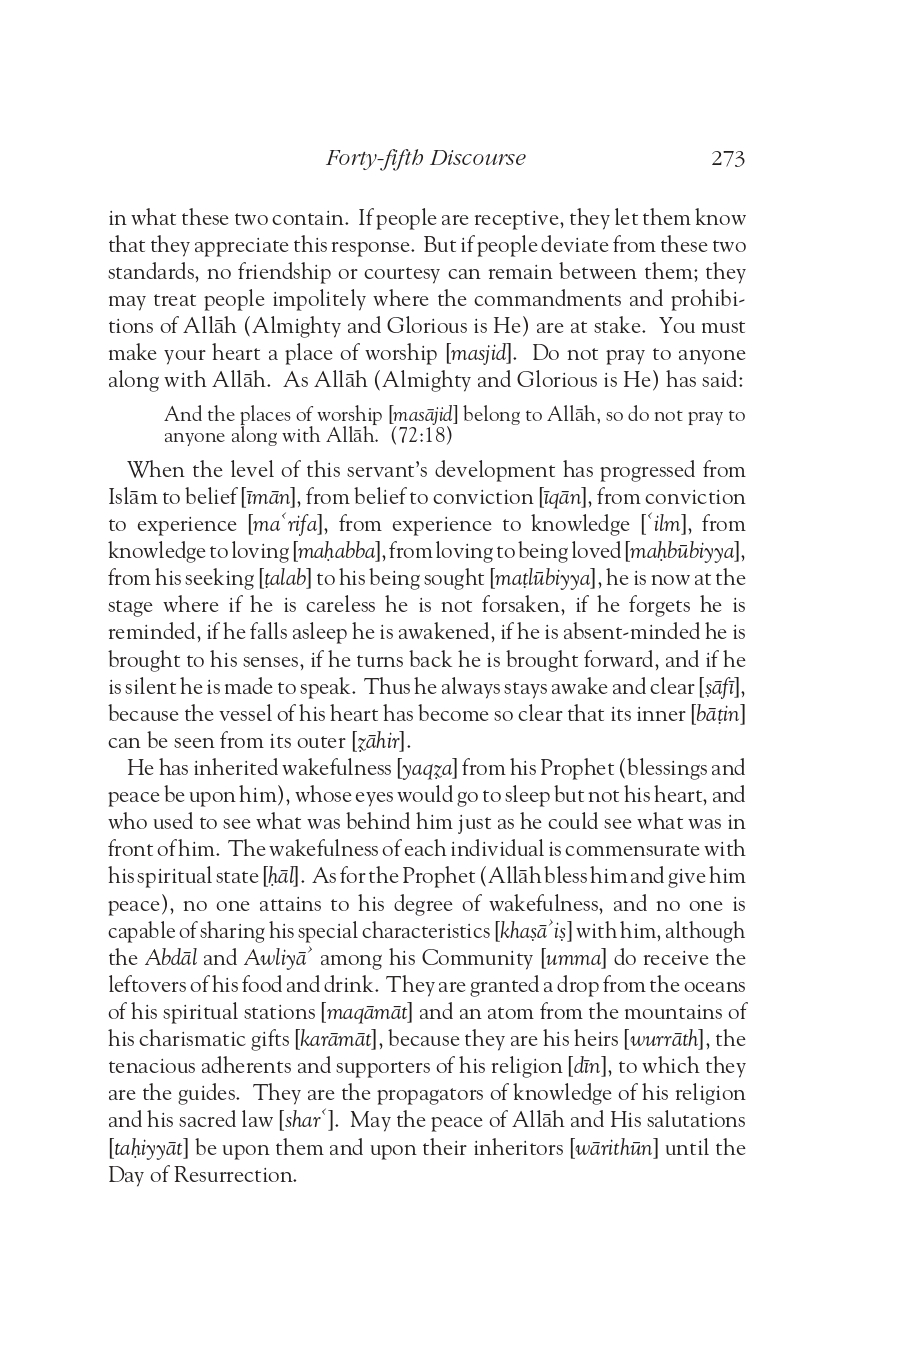 Forty-fifth Discourse 273
in what these two contain. If people are receptive, they let them know
that they appreciate this response. But if people deviate from these two
standards, no friendship or courtesy can remain between them; they
may treat people impolitely where the commandments and prohibi-
tions of Allāh (Almighty and Glorious is He) are at stake. You must
make your heart a place of worship [masjid]. Do not pray to anyone
along with Allāh. As Allāh (Almighty and Glorious is He) has said:
And the places of worship [masājid] belong to Allāh, so do not pray to
anyone along with Allāh. (72:18)
When the level of this servant's development has progressed from
Islām to belief [īmān], from belief to conviction [īqān], from conviction
to experience [maʿrifa], from experience to knowledge [ʿilm], from
knowledge to loving [maḥabba], from loving to being loved [maḥbūbiyya],
from his seeking [ṭalab] to his being sought [maṭlūbiyya], he is now at the
stage where if he is careless he is not forsaken, if he forgets he is
reminded, if he falls asleep he is awakened, if he is absent-minded he is
brought to his senses, if he turns back he is brought forward, and if he
is silent he is made to speak. Thus he always stays awake and clear [ṣāfī],
because the vessel of his heart has become so clear that its inner [bāṭin]
can be seen from its outer [ẓāhir].
He has inherited wakefulness [yaqẓa] from his Prophet (blessings and
peace be upon him), whose eyes would go to sleep but not his heart, and
who used to see what was behind him just as he could see what was in
front of him. The wakefulness of each individual is commensurate with
his spiritual state [ḥāl]. As for the Prophet (Allāh bless him and give him
peace), no one attains to his degree of wakefulness, and no one is
capable of sharing his special characteristics [khaṣāʾiṣ] with him, although
the Abdāl and Awliyāʾ among his Community [umma] do receive the
leftovers of his food and drink. They are granted a drop from the oceans
of his spiritual stations [maqāmāt] and an atom from the mountains of
his charismatic gifts [karāmāt], because they are his heirs [wurrāth], the
tenacious adherents and supporters of his religion [dīn], to which they
are the guides. They are the propagators of knowledge of his religion
and his sacred law [sharʿ]. May the peace of Allāh and His salutations
[taḥiyyāt] be upon them and upon their inheritors [wārithūn] until the
Day of Resurrection.